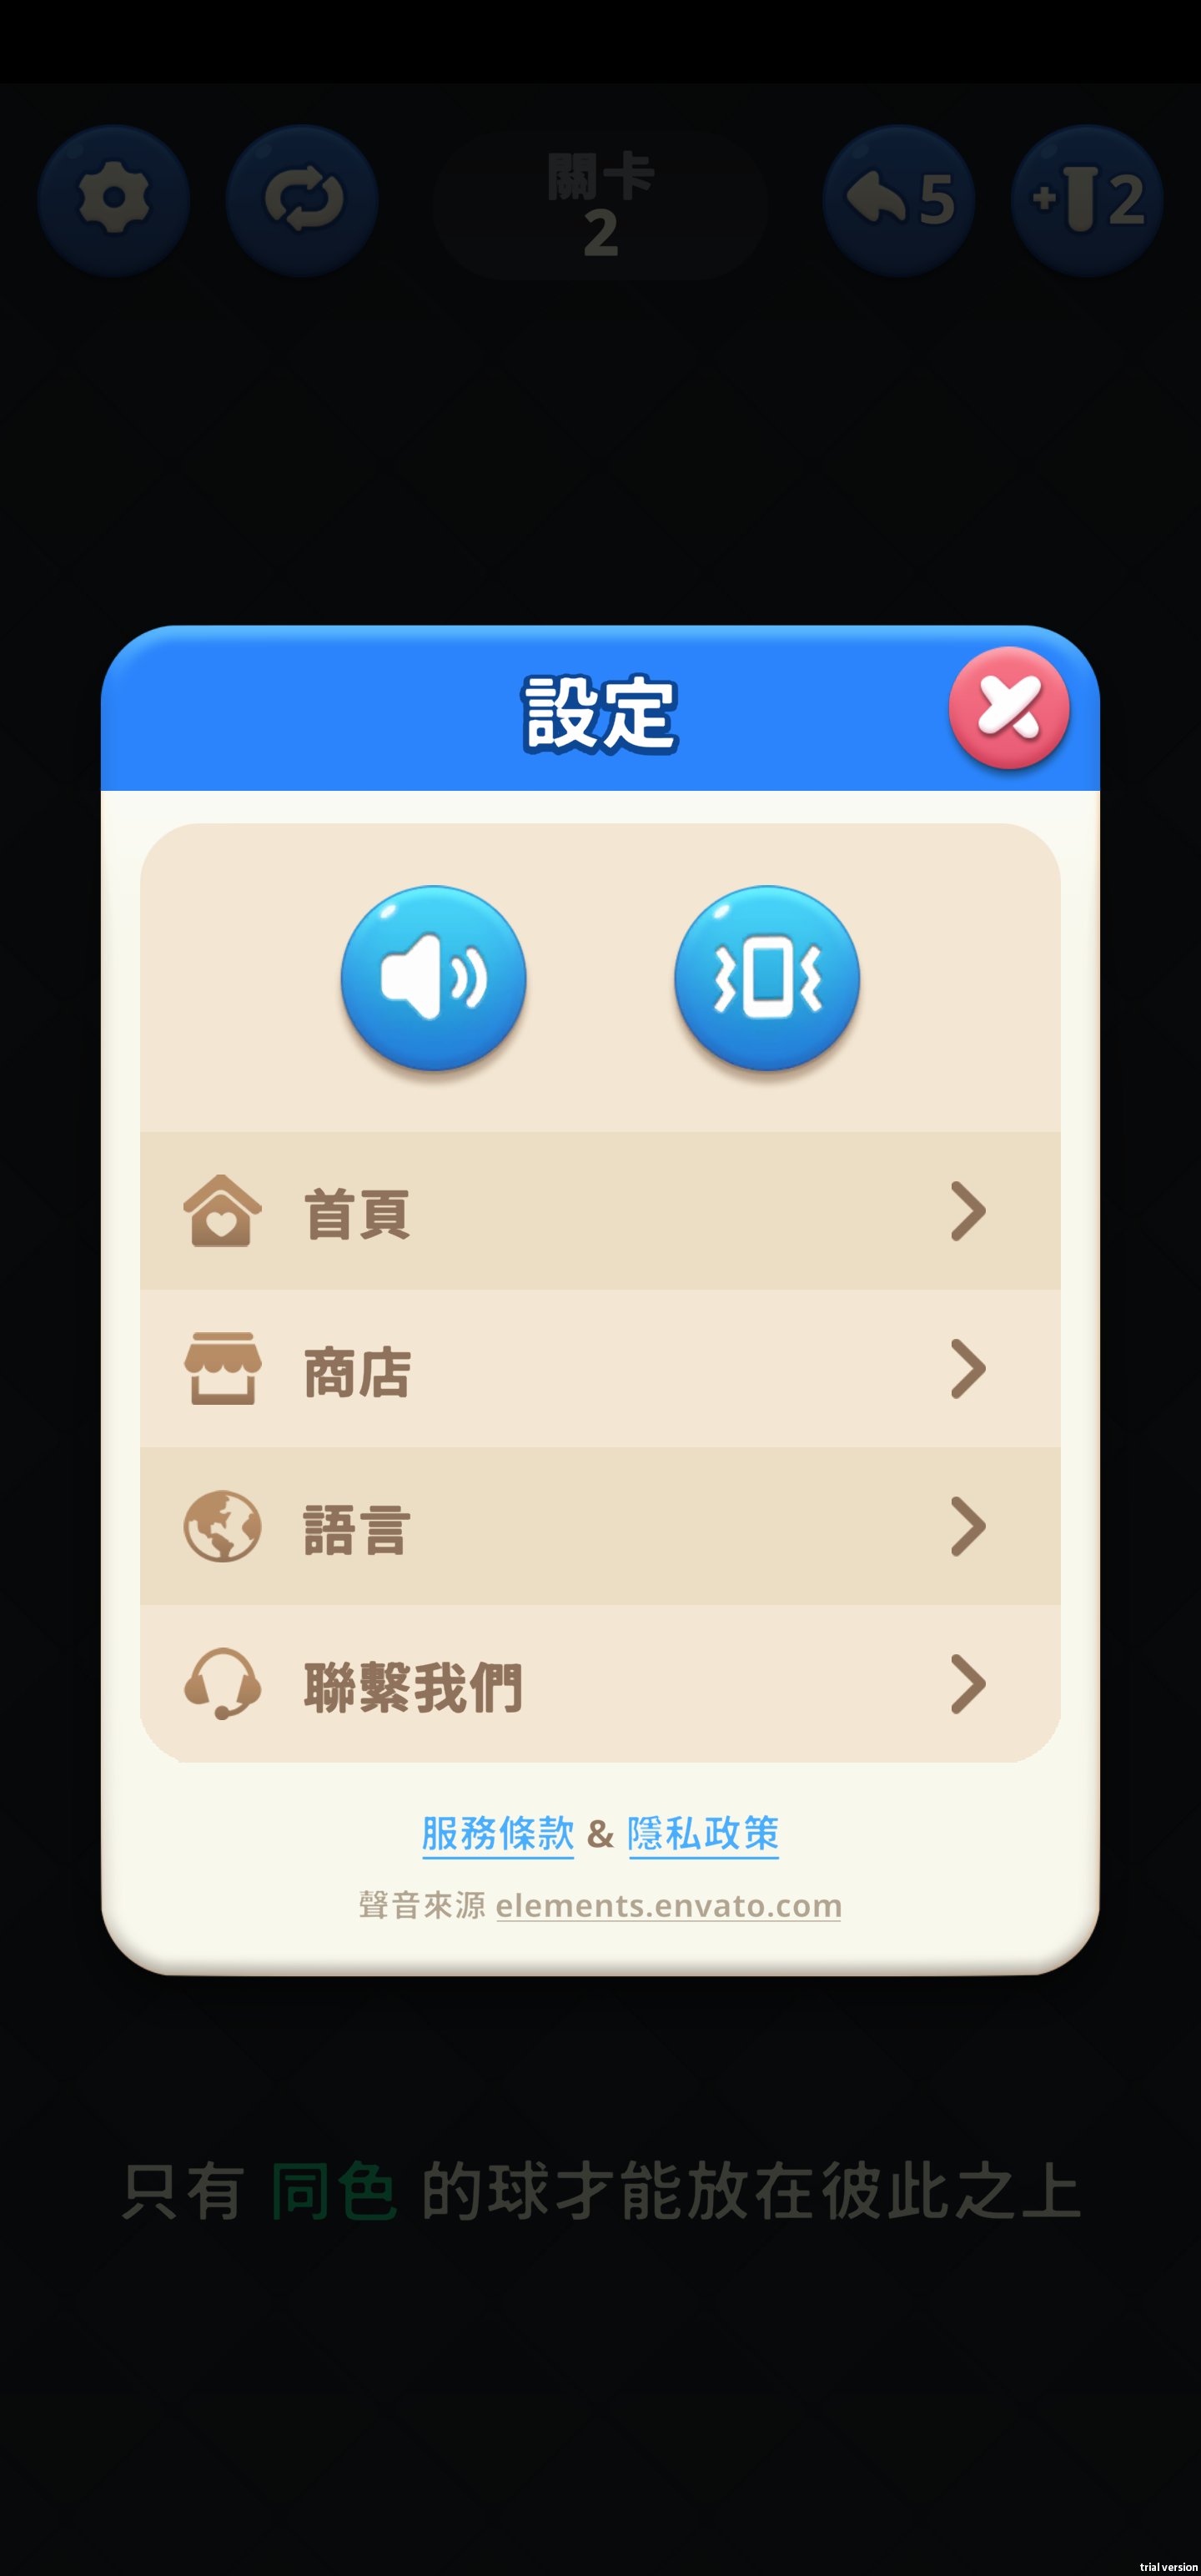 關卡
2
5
+ 2
設定
首頁
商店
語言
聯繫我們
服務條款 & 隱私政策
聲音來源 elements.envato.com
只有 同色 的球才能放在彼此之上
trial version